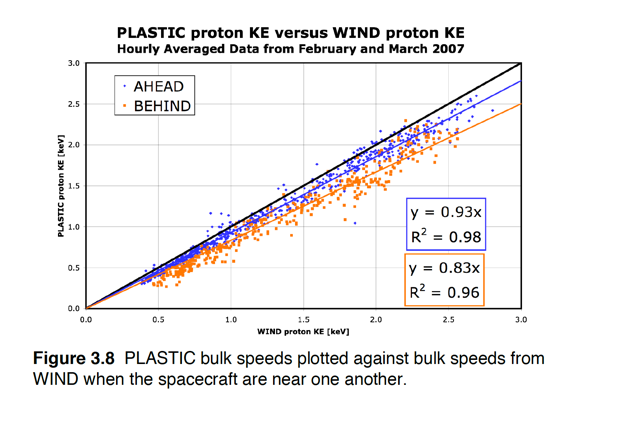 PLASTIC proton KE versus WIND proton KE
Hourly Averaged Data from February and March 2007
3.0
AHEAD
BEHIND
2.5
2.0
PLASTIC proton KE [keV]
1.5
y = 0.93x
R² = 0.98
1.0
y = 0.83x
R² = 0.96
0.5
0.0
0.0 0.5 1.0 1.5 2.0 2.5 3.0
WIND proton KE [keV]
Figure 3.8 PLASTIC bulk speeds plotted against bulk speeds from
WIND when the spacecraft are near one another.